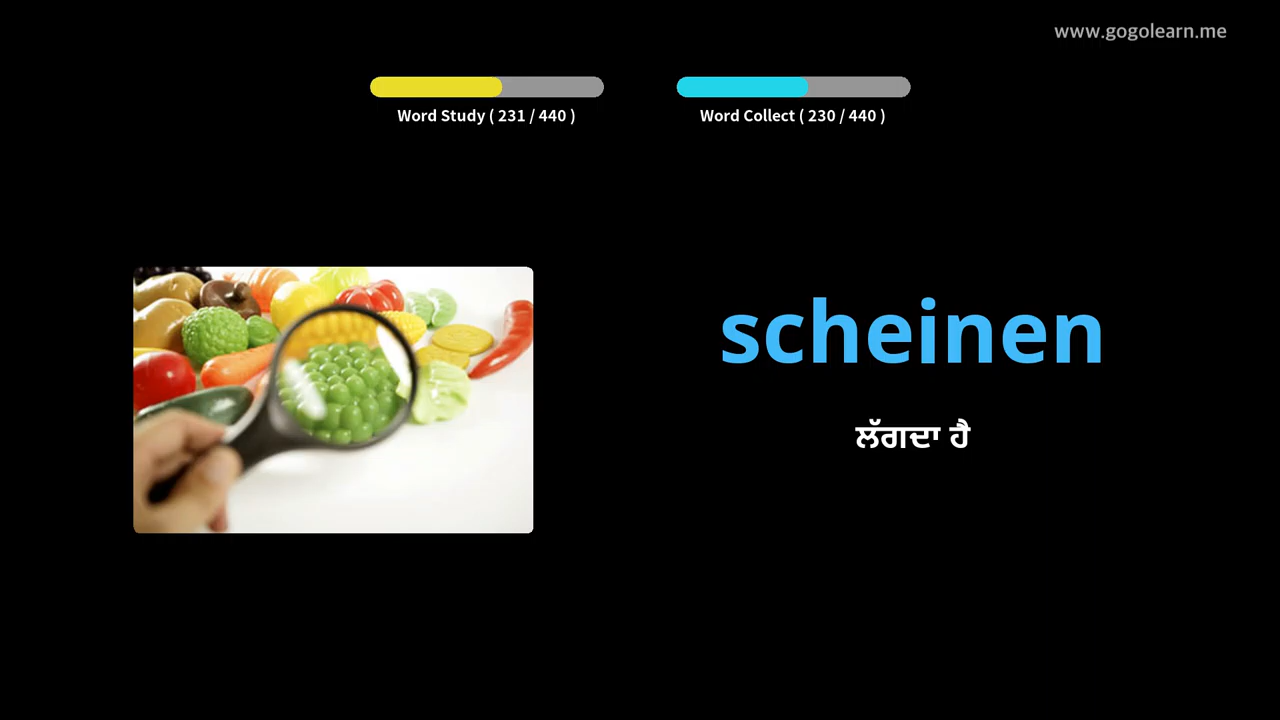 www.gogolearn.me
Word Study ( 231 / 440 )
Word Collect ( 230 / 440 )
scheinen
ਲੱਗਦਾ ਹੈ